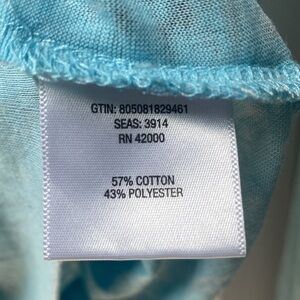 GTIN: 805081829461
SEAS: 3914
RN 42000
57% COTTON
43% POLYESTER